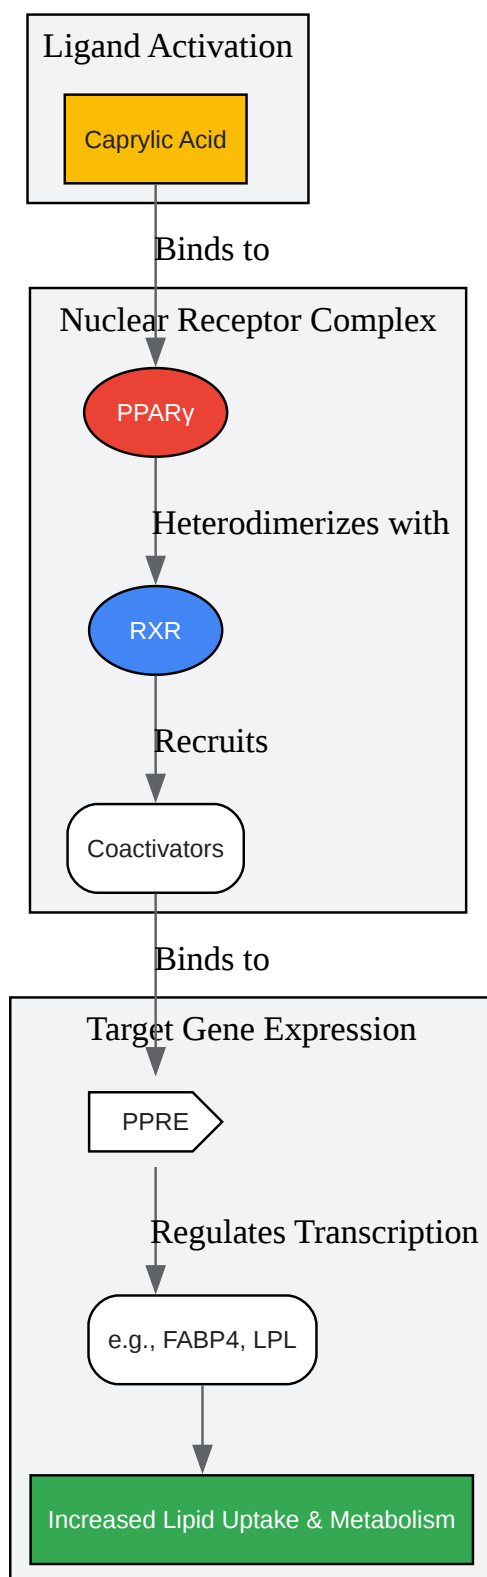 Ligand Activation
Caprylic Acid
Binds to
Nuclear Receptor Complex
PPARγ
Heterodimerizes with
RXR
Recruits
Coactivators
Binds to
Target Gene Expression
PPRE
Regulates Transcription
e.g., FABP4, LPL
Increased Lipid Uptake & Metabolism